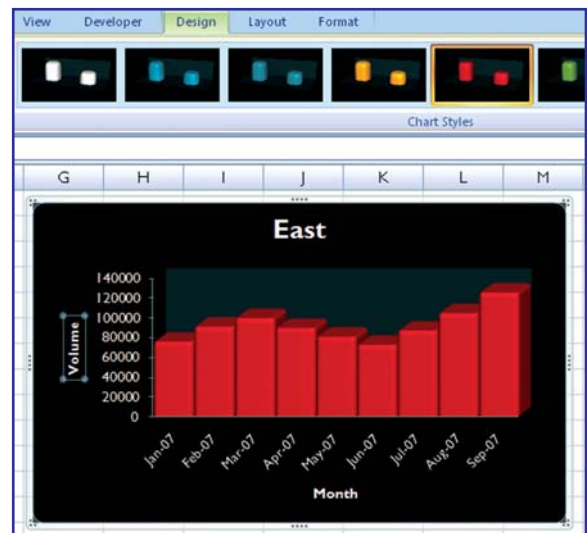 View Developer Design Layout Format
Chart Styles
G H I J K L M
East
140000
120000
100000
80000
60000
40000
20000
0
Volume
Jan-07 Feb-07 Mar-07 Apr-07 May-07 Jun-07 Jul-07 Aug-07 Sep-07
Month